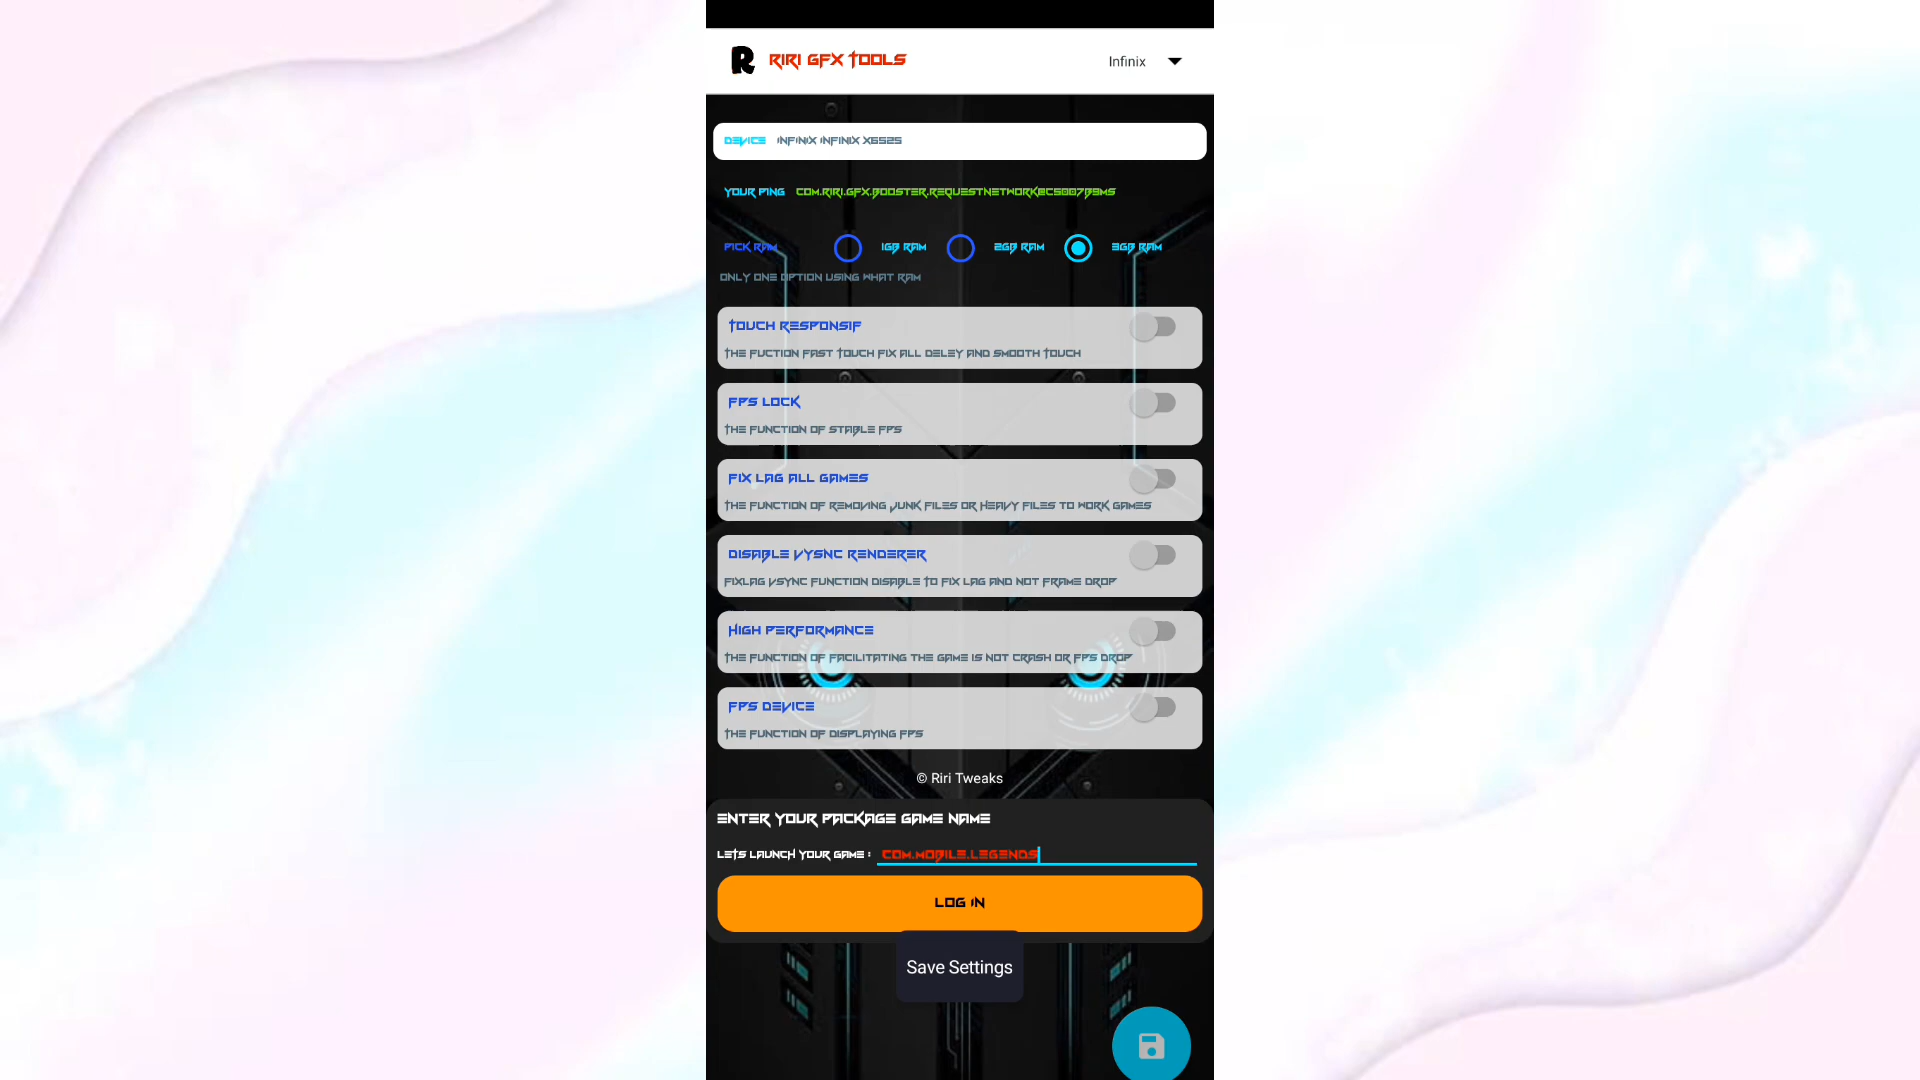 R RIRI GFX TOOLS
Infinix
DEVICE INFINIX INFINIX X6525
YOUR PING COM.RIRI.GFX.BOOSTER.REQUESTNETWORK@C5007B9MS
PICK RAM 1GB RAM 2GB RAM 3GB RAM
ONLY ONE OPTION USING WHAT RAM
TOUCH RESPONSIF
THE FUCTION FAST TOUCH FIX ALL DELEY AND SMOOTH TOUCH
FPS LOCK
THE FUNCTION OF STABLE FPS
FIX LAG ALL GAMES
THE FUNCTION OF REMOVING JUNK FILES OR HEAVY FILES TO WORK GAMES
DISABLE VYSNC RENDERER
FIXLAG VSYNC FUNCTION DISABLE TO FIX LAG AND NOT FRAME DROP
HIGH PERFORMANCE
THE FUNCTION OF FACILITATING THE GAME IS NOT CRASH OR FPS DROP
FPS DEVICE
THE FUNCTION OF DISPLAYING FPS
© Riri Tweaks
ENTER YOUR PACKAGE GAME NAME
LETS LAUNCH YOUR GAME : COM.MOBILE.LEGENDS
LOG IN
Save Settings